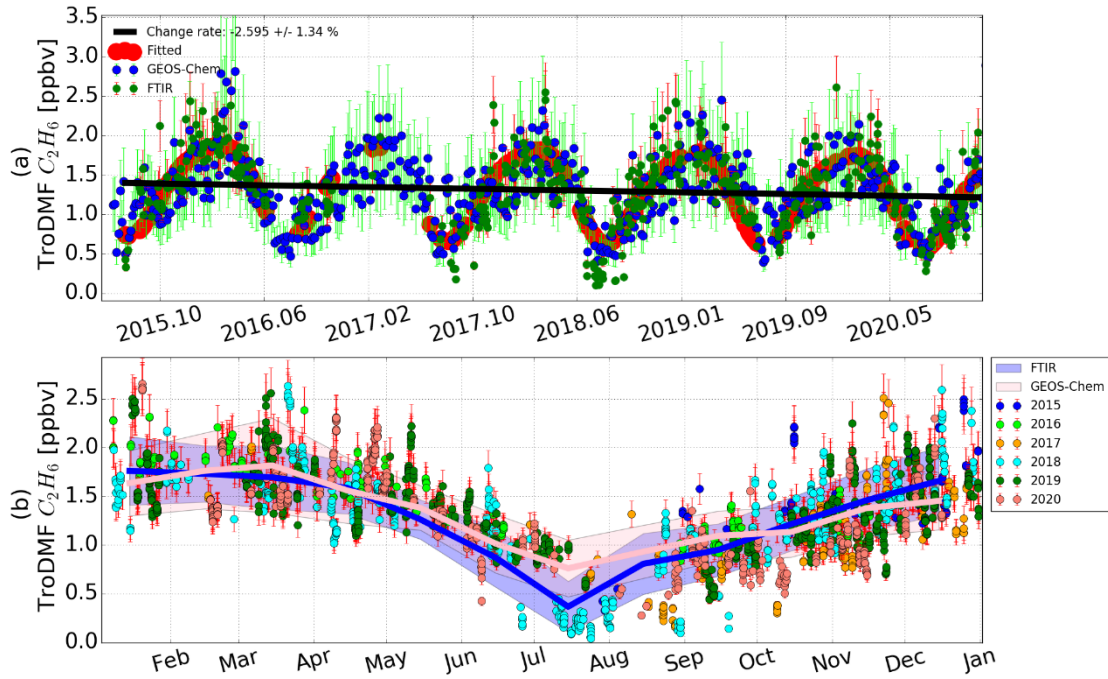 3.5
3.0
2.5
2.0
1.5
1.0
0.5
0.0
(a)
TroDMF C₂H₆ [ppbv]
Change rate: -2.595 +/- 1.34 %
Fitted
GEOS-Chem
FTIR
2015.10 2016.06 2017.02 2017.10 2018.06 2019.01 2019.09 2020.05
2.5
2.0
1.5
1.0
0.5
0.0
(b)
TroDMF C₂H₆ [ppbv]
Feb Mar Apr May Jun Jul Aug Sep Oct Nov Dec Jan
FTIR
GEOS-Chem
2015
2016
2017
2018
2019
2020